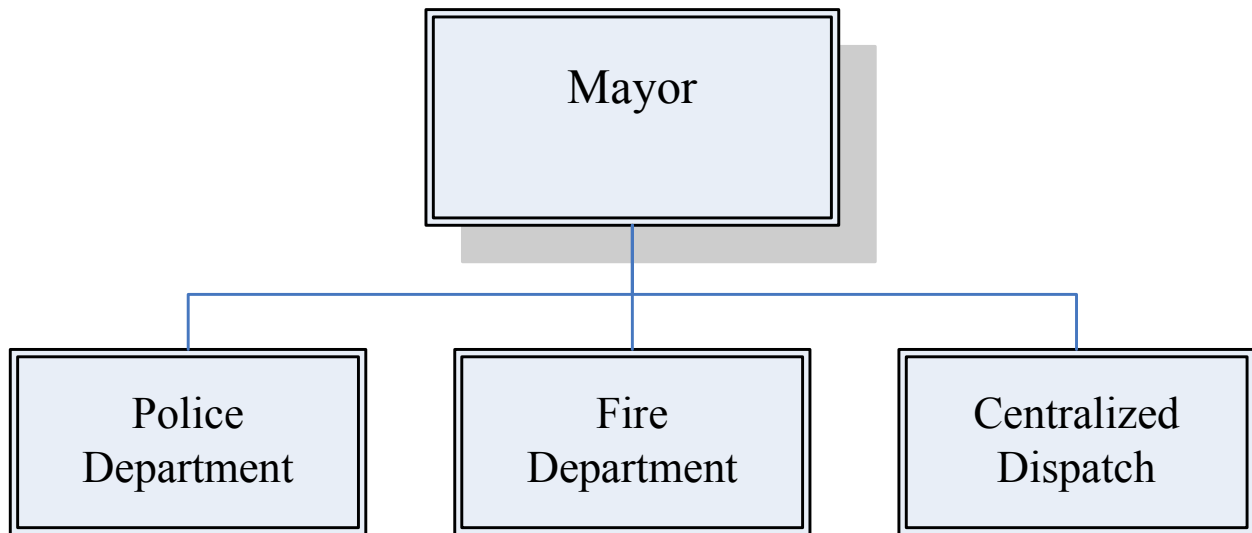 Mayor
Police
Department
Fire
Department
Centralized
Dispatch